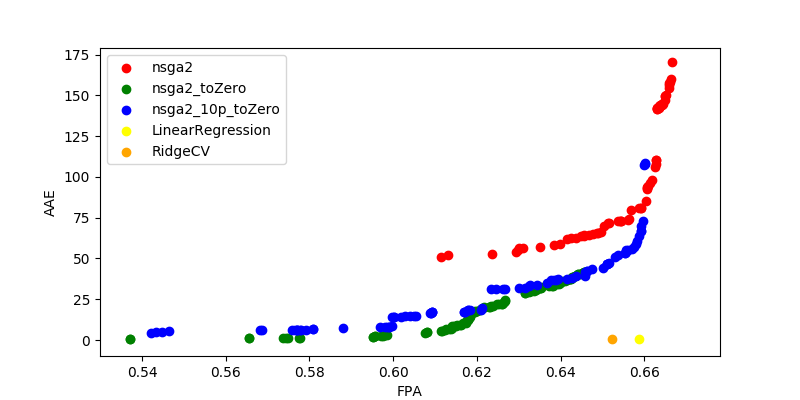 nsga2
nsga2_toZero
nsga2_10p_toZero
LinearRegression
RidgeCV
175
150
125
100
75
50
25
0
AAE
0.54 0.56 0.58 0.60 0.62 0.64 0.66
FPA